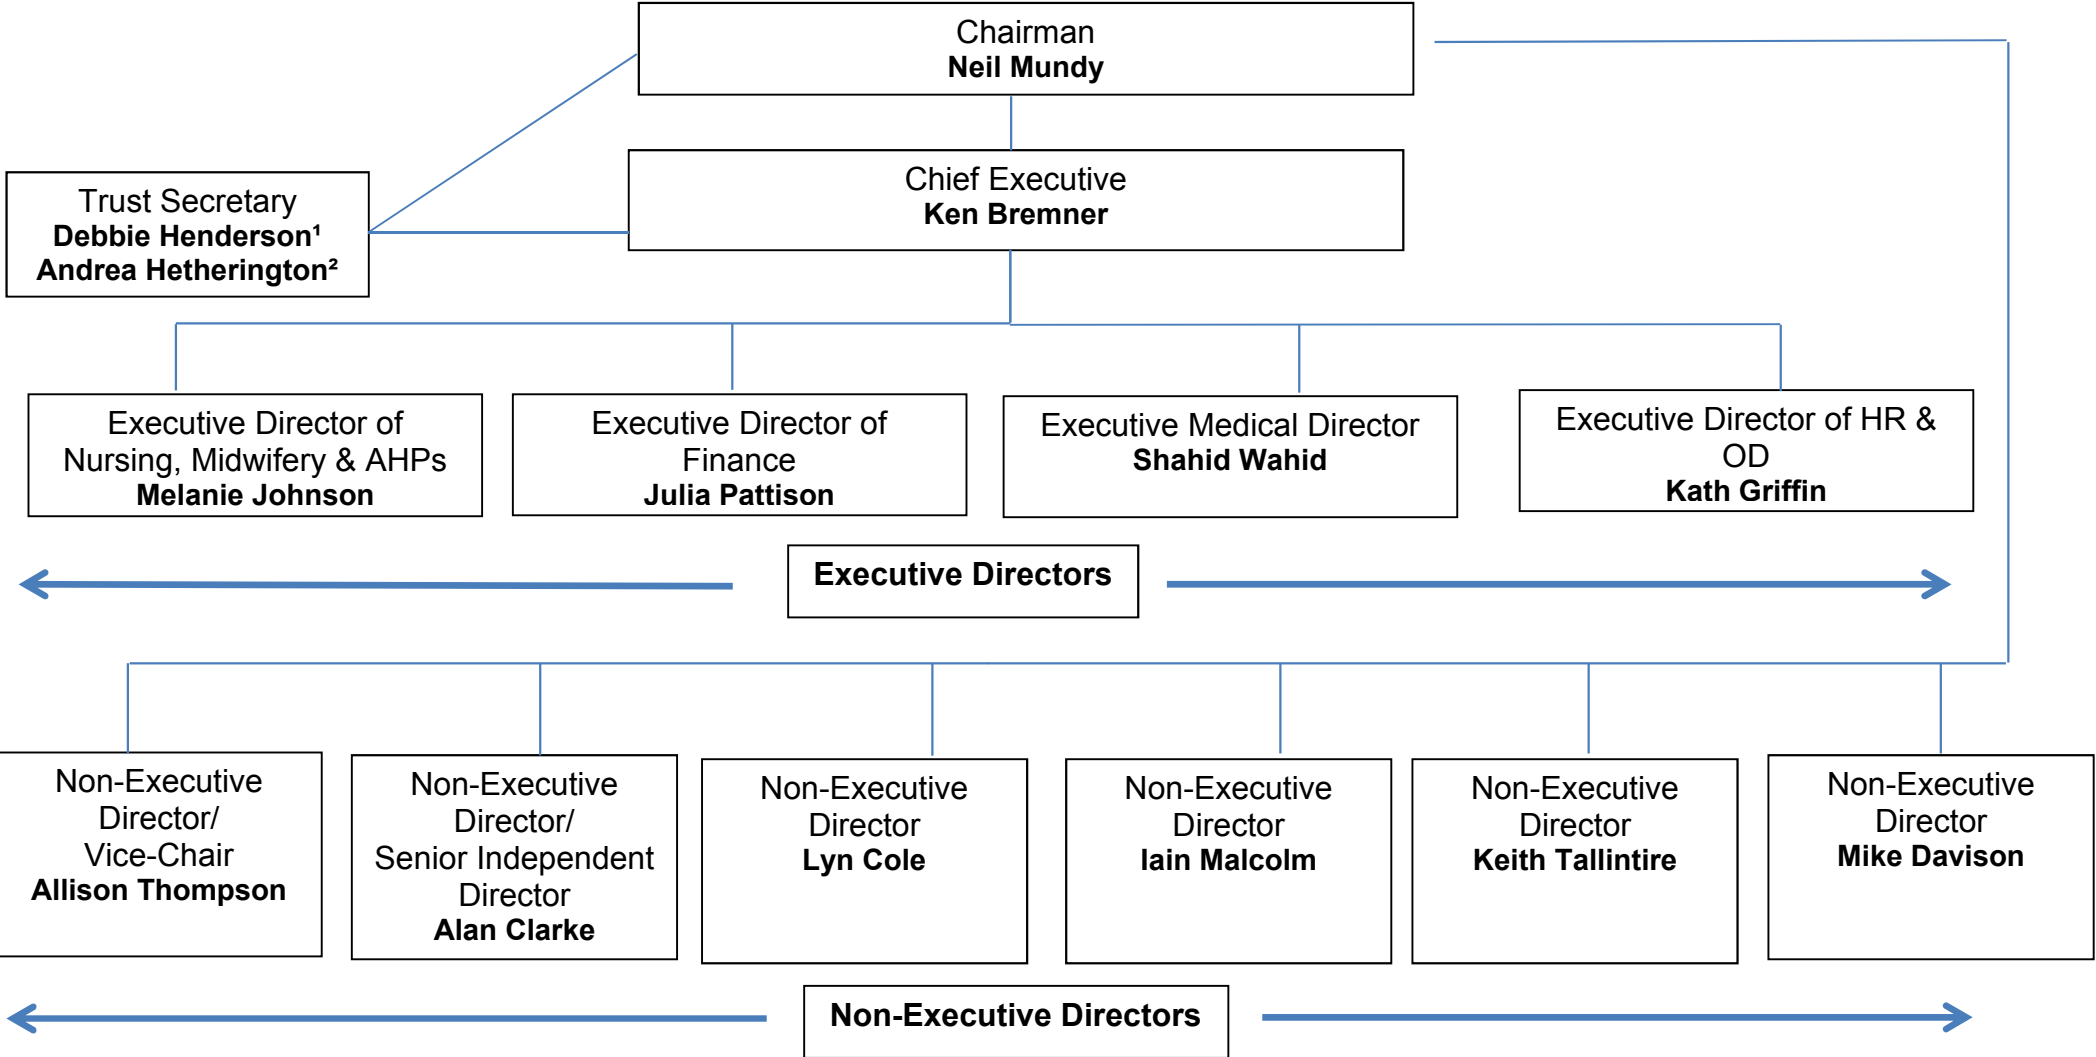 Chairman
Neil Mundy
Chief Executive
Ken Bremner
Trust Secretary
Debbie Henderson¹
Andrea Hetherington²
Executive Director of
Nursing, Midwifery & AHPs
Melanie Johnson
Executive Director of
Finance
Julia Pattison
Executive Medical Director
Shahid Wahid
Executive Director of HR &
OD
Kath Griffin
Executive Directors
Non-Executive
Director/
Vice-Chair
Allison Thompson
Non-Executive
Director/
Senior Independent
Director
Alan Clarke
Non-Executive
Director
Lyn Cole
Non-Executive
Director
Iain Malcolm
Non-Executive
Director
Keith Tallintire
Non-Executive
Director
Mike Davison
Non-Executive Directors